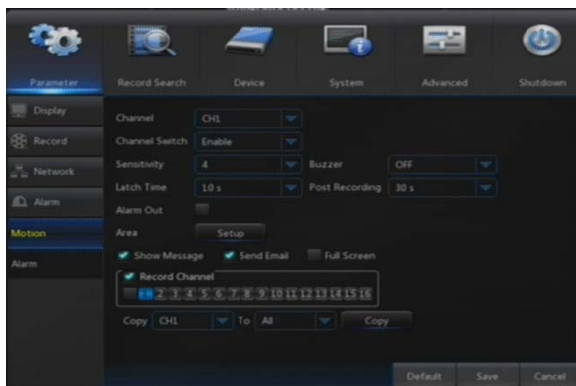 Parameter Record Search Device System Advanced Shutdown
Display
Record
Network
Alarm
Motion
Alarm
Channel CH1
Channel Switch Enable
Sensitivity 4 Buzzer OFF
Latch Time 10 s Post Recording 30 s
Alarm Out
Area Setup
Show Message Send Email Full Screen
Record Channel
1 2 3 4 5 6 7 8 9 10 11 12 13 14 15 16
Copy CH1 To All Copy
Default Save Cancel